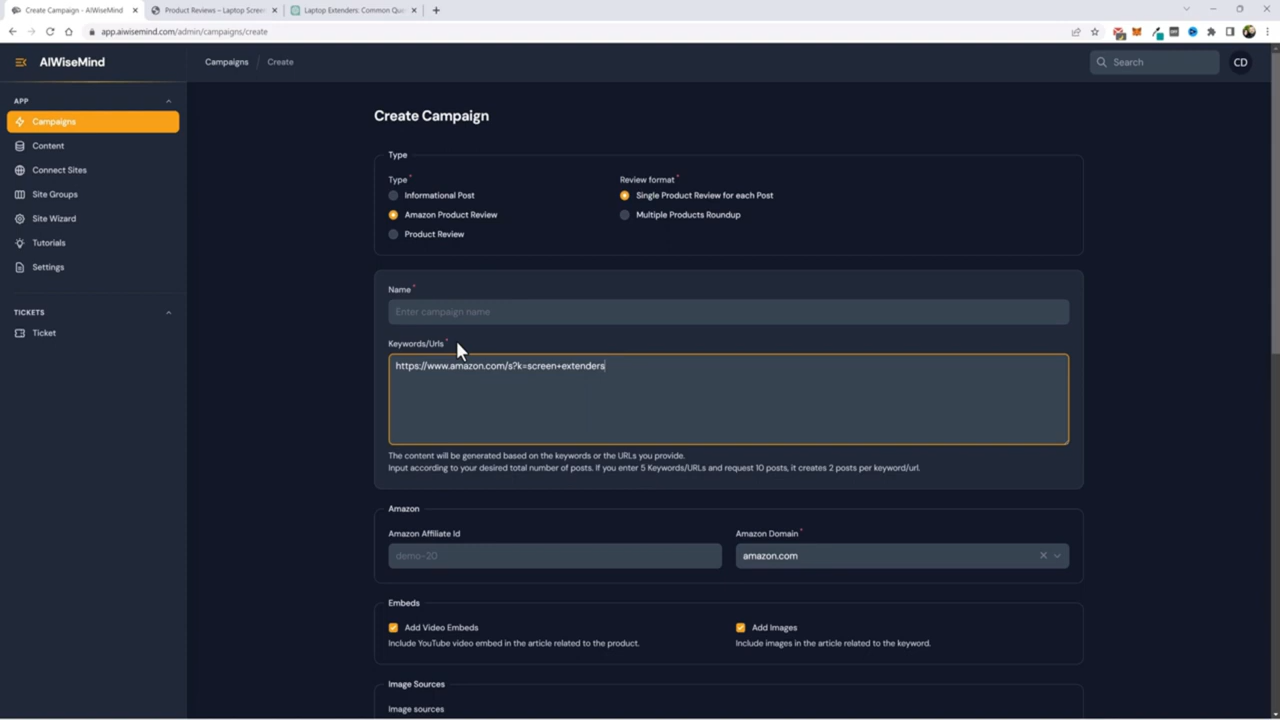 Create Campaign - AIWiseMind
Product Reviews – Laptop Screen
Laptop Extenders: Common Que
app.aiwisemind.com/admin/campaigns/create
AIWiseMind
Campaigns / Create
Search
CD
APP
Campaigns
Content
Connect Sites
Site Groups
Site Wizard
Tutorials
Settings
TICKETS
Ticket
Create Campaign
Type
Type*
Informational Post
Amazon Product Review
Product Review
Review format*
Single Product Review for each Post
Multiple Products Roundup
Name*
Enter campaign name
Keywords/Urls*
https://www.amazon.com/s?k=screen+extenders
The content will be generated based on the keywords or the URLs you provide.
Input according to your desired total number of posts. If you enter 5 Keywords/URLs and request 10 posts, it creates 2 posts per keyword/url.
Amazon
Amazon Affiliate Id
demo-20
Amazon Domain*
amazon.com
Embeds
Add Video Embeds
Include YouTube video embed in the article related to the product.
Add Images
Include images in the article related to the keyword.
Image Sources
Image sources